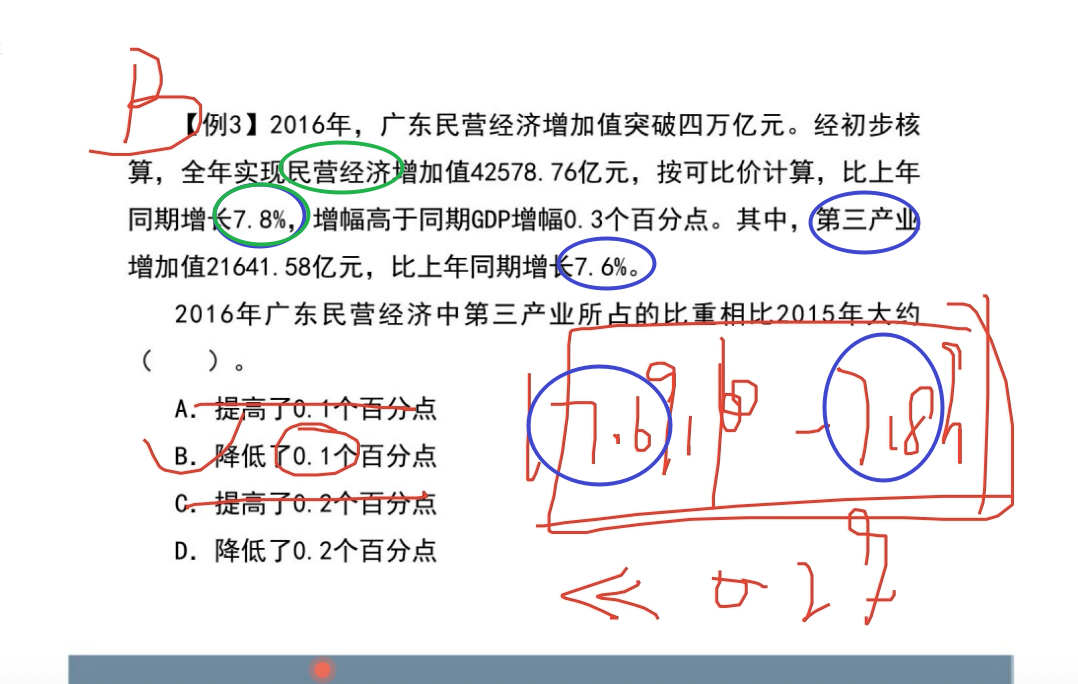 【例3】2016年，广东民营经济增加值突破四万亿元。经初步核
算，全年实现民营经济增加值42578.76亿元，按可比价计算，比上年
同期增长7.8%，增幅高于同期GDP增幅0.3个百分点。其中，第三产业
增加值21641.58亿元，比上年同期增长7.6%。
2016年广东民营经济中第三产业所占的比重相比2015年大约
（　　）。
A. 提高了0.1个百分点
B. 降低了0.1个百分点
C. 提高了0.2个百分点
D. 降低了0.2个百分点
7.6% - 7.8%